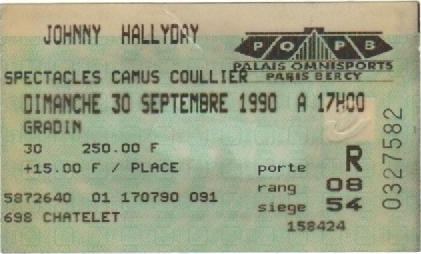 JOHNNY HALLYDAY
POPB
PALAIS OMNISPORTS
PARIS BERCY
SPECTACLES CAMUS COULLIER
DIMANCHE 30 SEPTEMBRE 1990 A 17H00
GRADIN
30 250.00 F
+15.00 F / PLACE
porte R
rang 08
siege 54
5872640 01 170790 091
698 CHATELET
158424
0327582